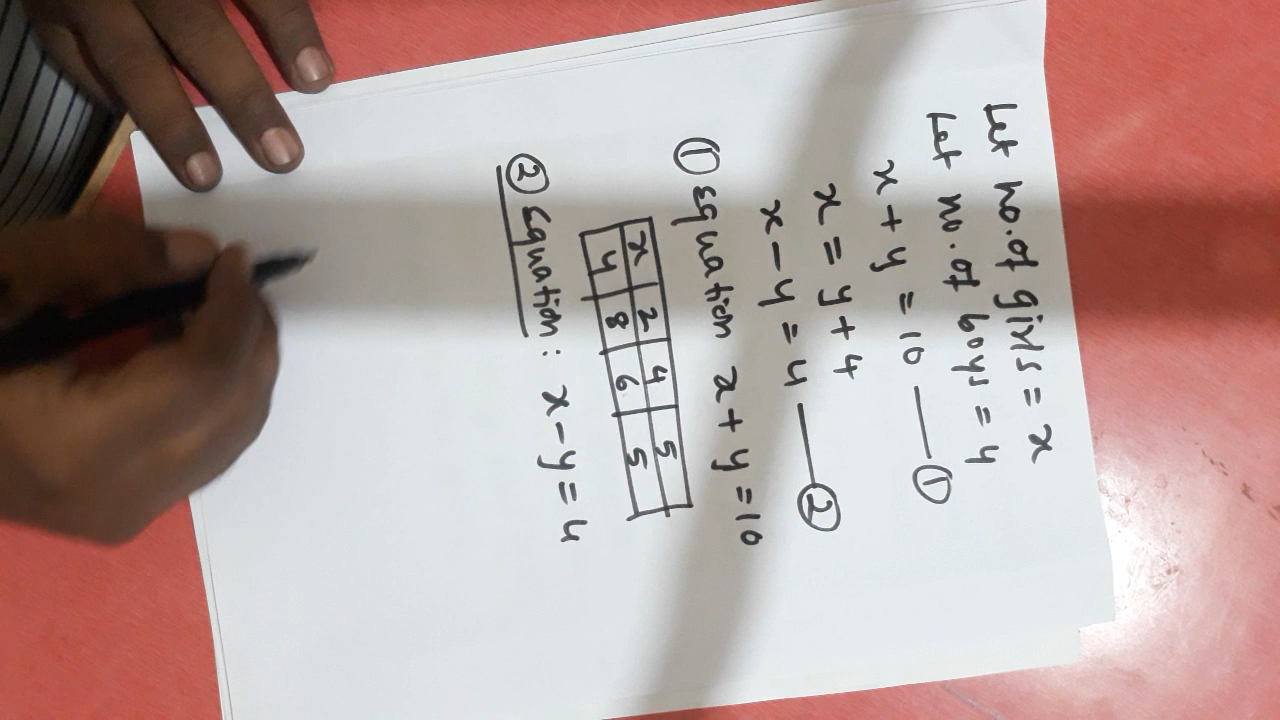 Let no. of girls = x
Let no. of boys = y
x + y = 10 — ①
x = y + 4
x - y = 4 — ②
① Equation x + y = 10
x 2 4 5
y 8 6 5
② Equation: x - y = 4